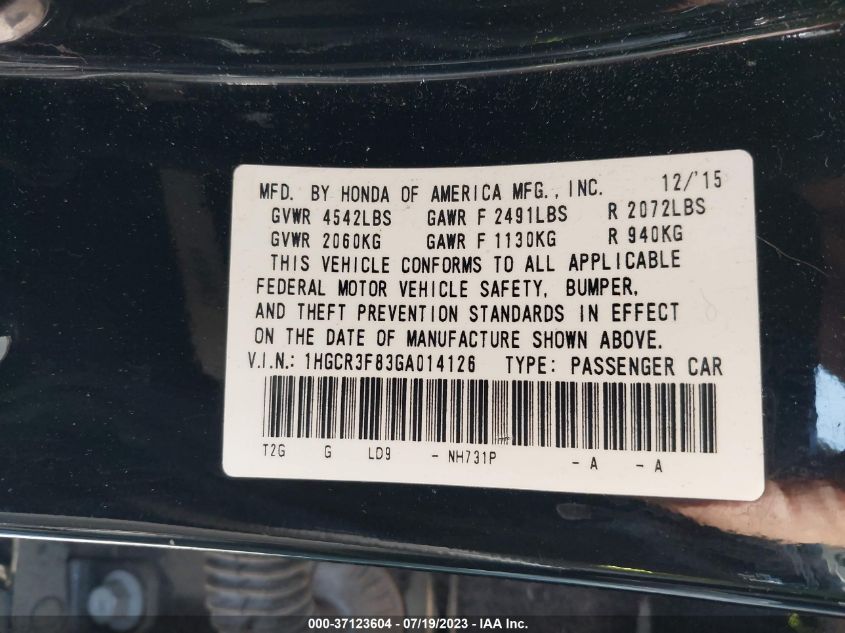 MFD. BY HONDA OF AMERICA MFG., INC. 12/'15
GVWR 4542LBS GAWR F 2491LBS R 2072LBS
GVWR 2060KG GAWR F 1130KG R 940KG
THIS VEHICLE CONFORMS TO ALL APPLICABLE
FEDERAL MOTOR VEHICLE SAFETY, BUMPER,
AND THEFT PREVENTION STANDARDS IN EFFECT
ON THE DATE OF MANUFACTURE SHOWN ABOVE.
V.I.N.: 1HGCR3F83GA014126 TYPE: PASSENGER CAR
T2G G LD9 - NH731P - A - A
000-37123604 - 07/19/2023 - IAA Inc.